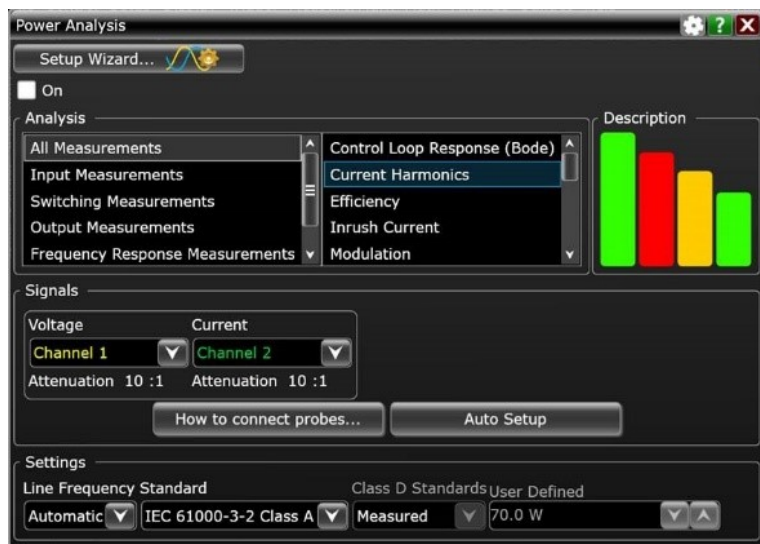 Power Analysis
?
X
Setup Wizard...
On
Analysis
Description
All Measurements
Control Loop Response (Bode)
Input Measurements
Current Harmonics
Switching Measurements
Efficiency
Output Measurements
Inrush Current
Frequency Response Measurements
Modulation
Signals
Voltage Current
Channel 1 Channel 2
Attenuation 10 :1 Attenuation 10 :1
How to connect probes... Auto Setup
Settings
Line Frequency Standard Class D Standards User Defined
Automatic IEC 61000-3-2 Class A Measured 70.0 W